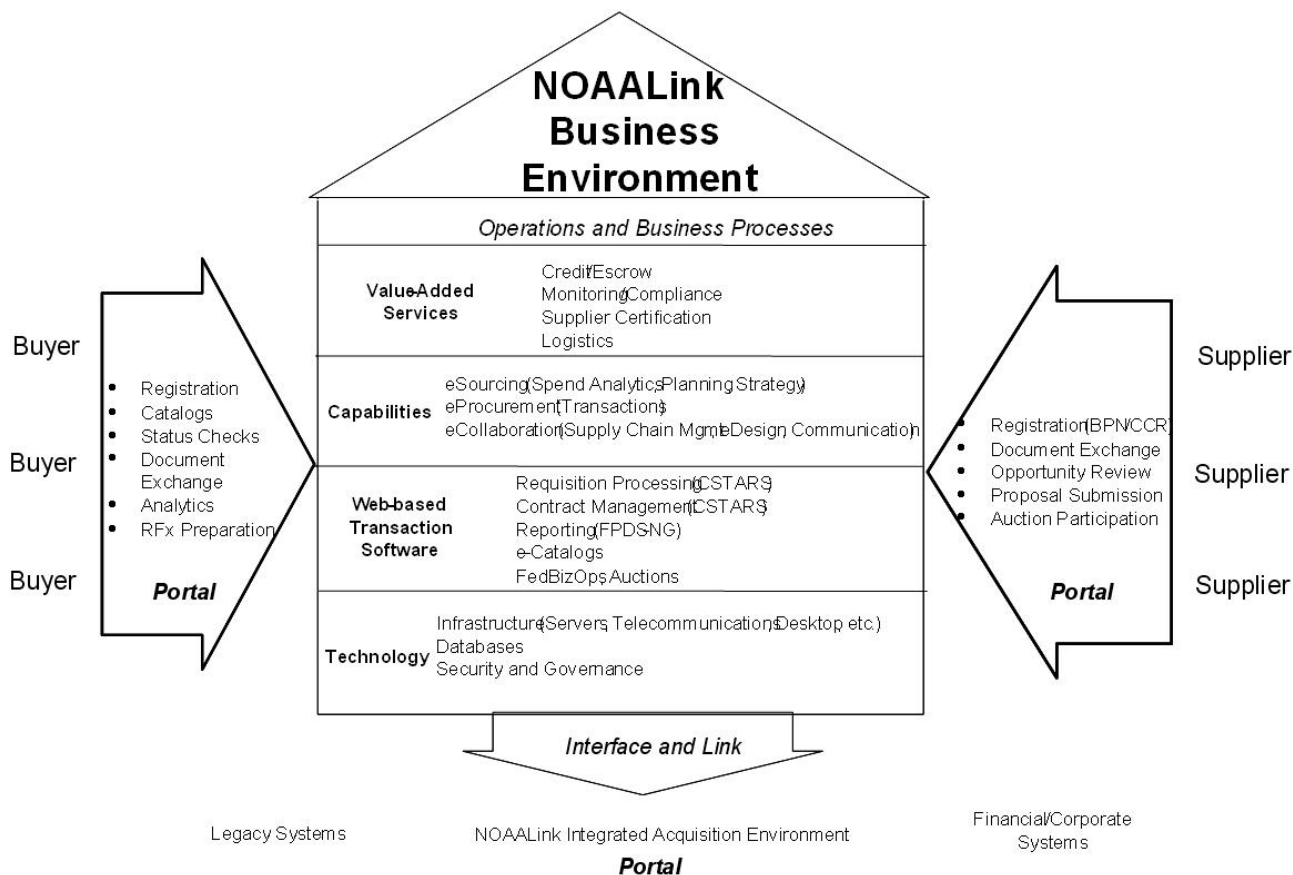 NOAALink
Business
Environment
Operations and Business Processes
Value-Added
Services
Credit/Escrow
Monitoring/Compliance
Supplier Certification
Logistics
Capabilities
eSourcing (Spend Analytics, Planning, Strategy)
eProcurement (Transactions)
eCollaboration (Supply Chain Mgmt, eDesign, Communication)
Web-based
Transaction
Software
Requisition Processing (CSTARS)
Contract Management (CSTARS)
Reporting (FPDS-NG)
e-Catalogs
FedBizOps, Auctions
Technology
Infrastructure (Servers, Telecommunications, Desktop, etc.)
Databases
Security and Governance
Buyer
Buyer
Buyer
• Registration
• Catalogs
• Status Checks
• Document
Exchange
• Analytics
• RFx Preparation
Portal
Supplier
Supplier
Supplier
• Registration (BPN/CCR)
• Document Exchange
• Opportunity Review
• Proposal Submission
• Auction Participation
Portal
Interface and Link
Legacy Systems
NOAALink Integrated Acquisition Environment
Portal
Financial/Corporate
Systems